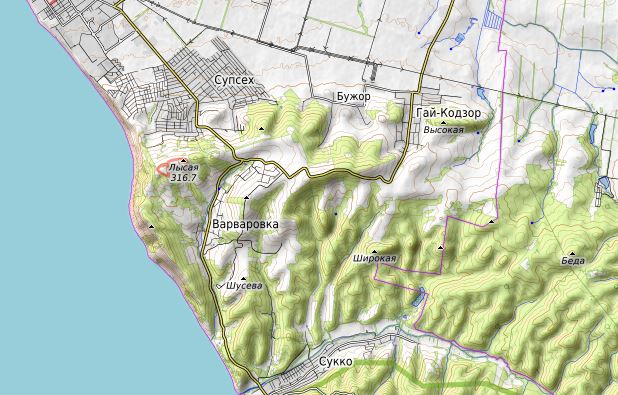 Супсех
Бужор
Гай-Кодзор
Высокая
Лысая
316.7
Варваровка
Широкая
Беда
Шусева
Сукко